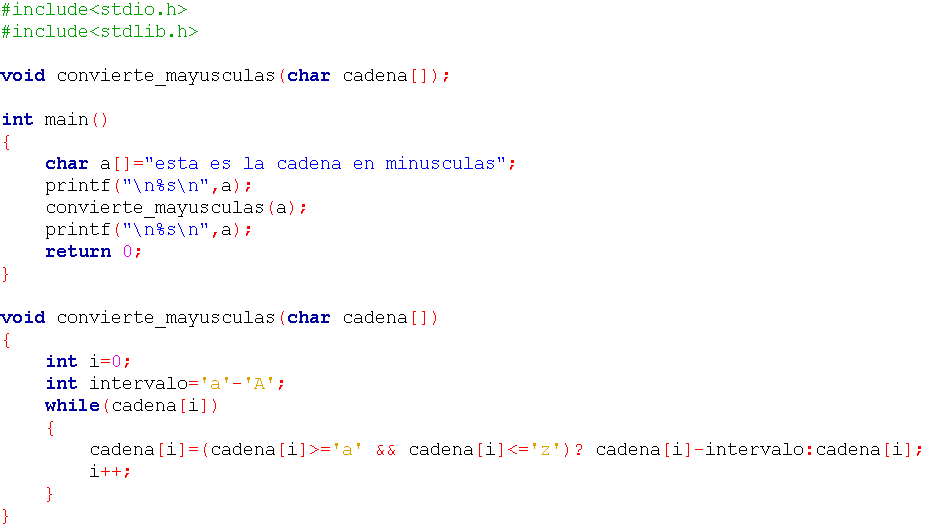 #include<stdio.h>
#include<stdlib.h>

void convierte_mayusculas(char cadena[]);

int main()
{
    char a[]="esta es la cadena en minusculas";
    printf("\n%s\n",a);
    convierte_mayusculas(a);
    printf("\n%s\n",a);
    return 0;
}

void convierte_mayusculas(char cadena[])
{
    int i=0;
    int intervalo='a'-'A';
    while(cadena[i])
    {
        cadena[i]=(cadena[i]>='a' && cadena[i]<='z')? cadena[i]-intervalo:cadena[i];
        i++;
    }
}